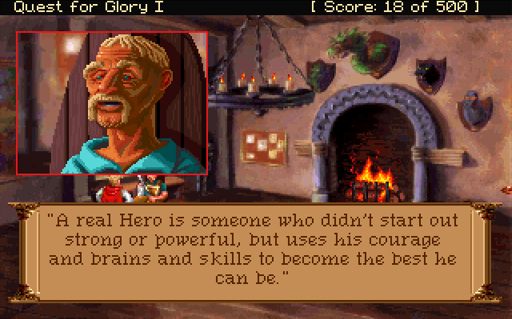 Quest for Glory I [ Score: 18 of 500 ]
"A real Hero is someone who didn't start out
strong or powerful, but uses his courage
and brains and skills to become the best he
can be."